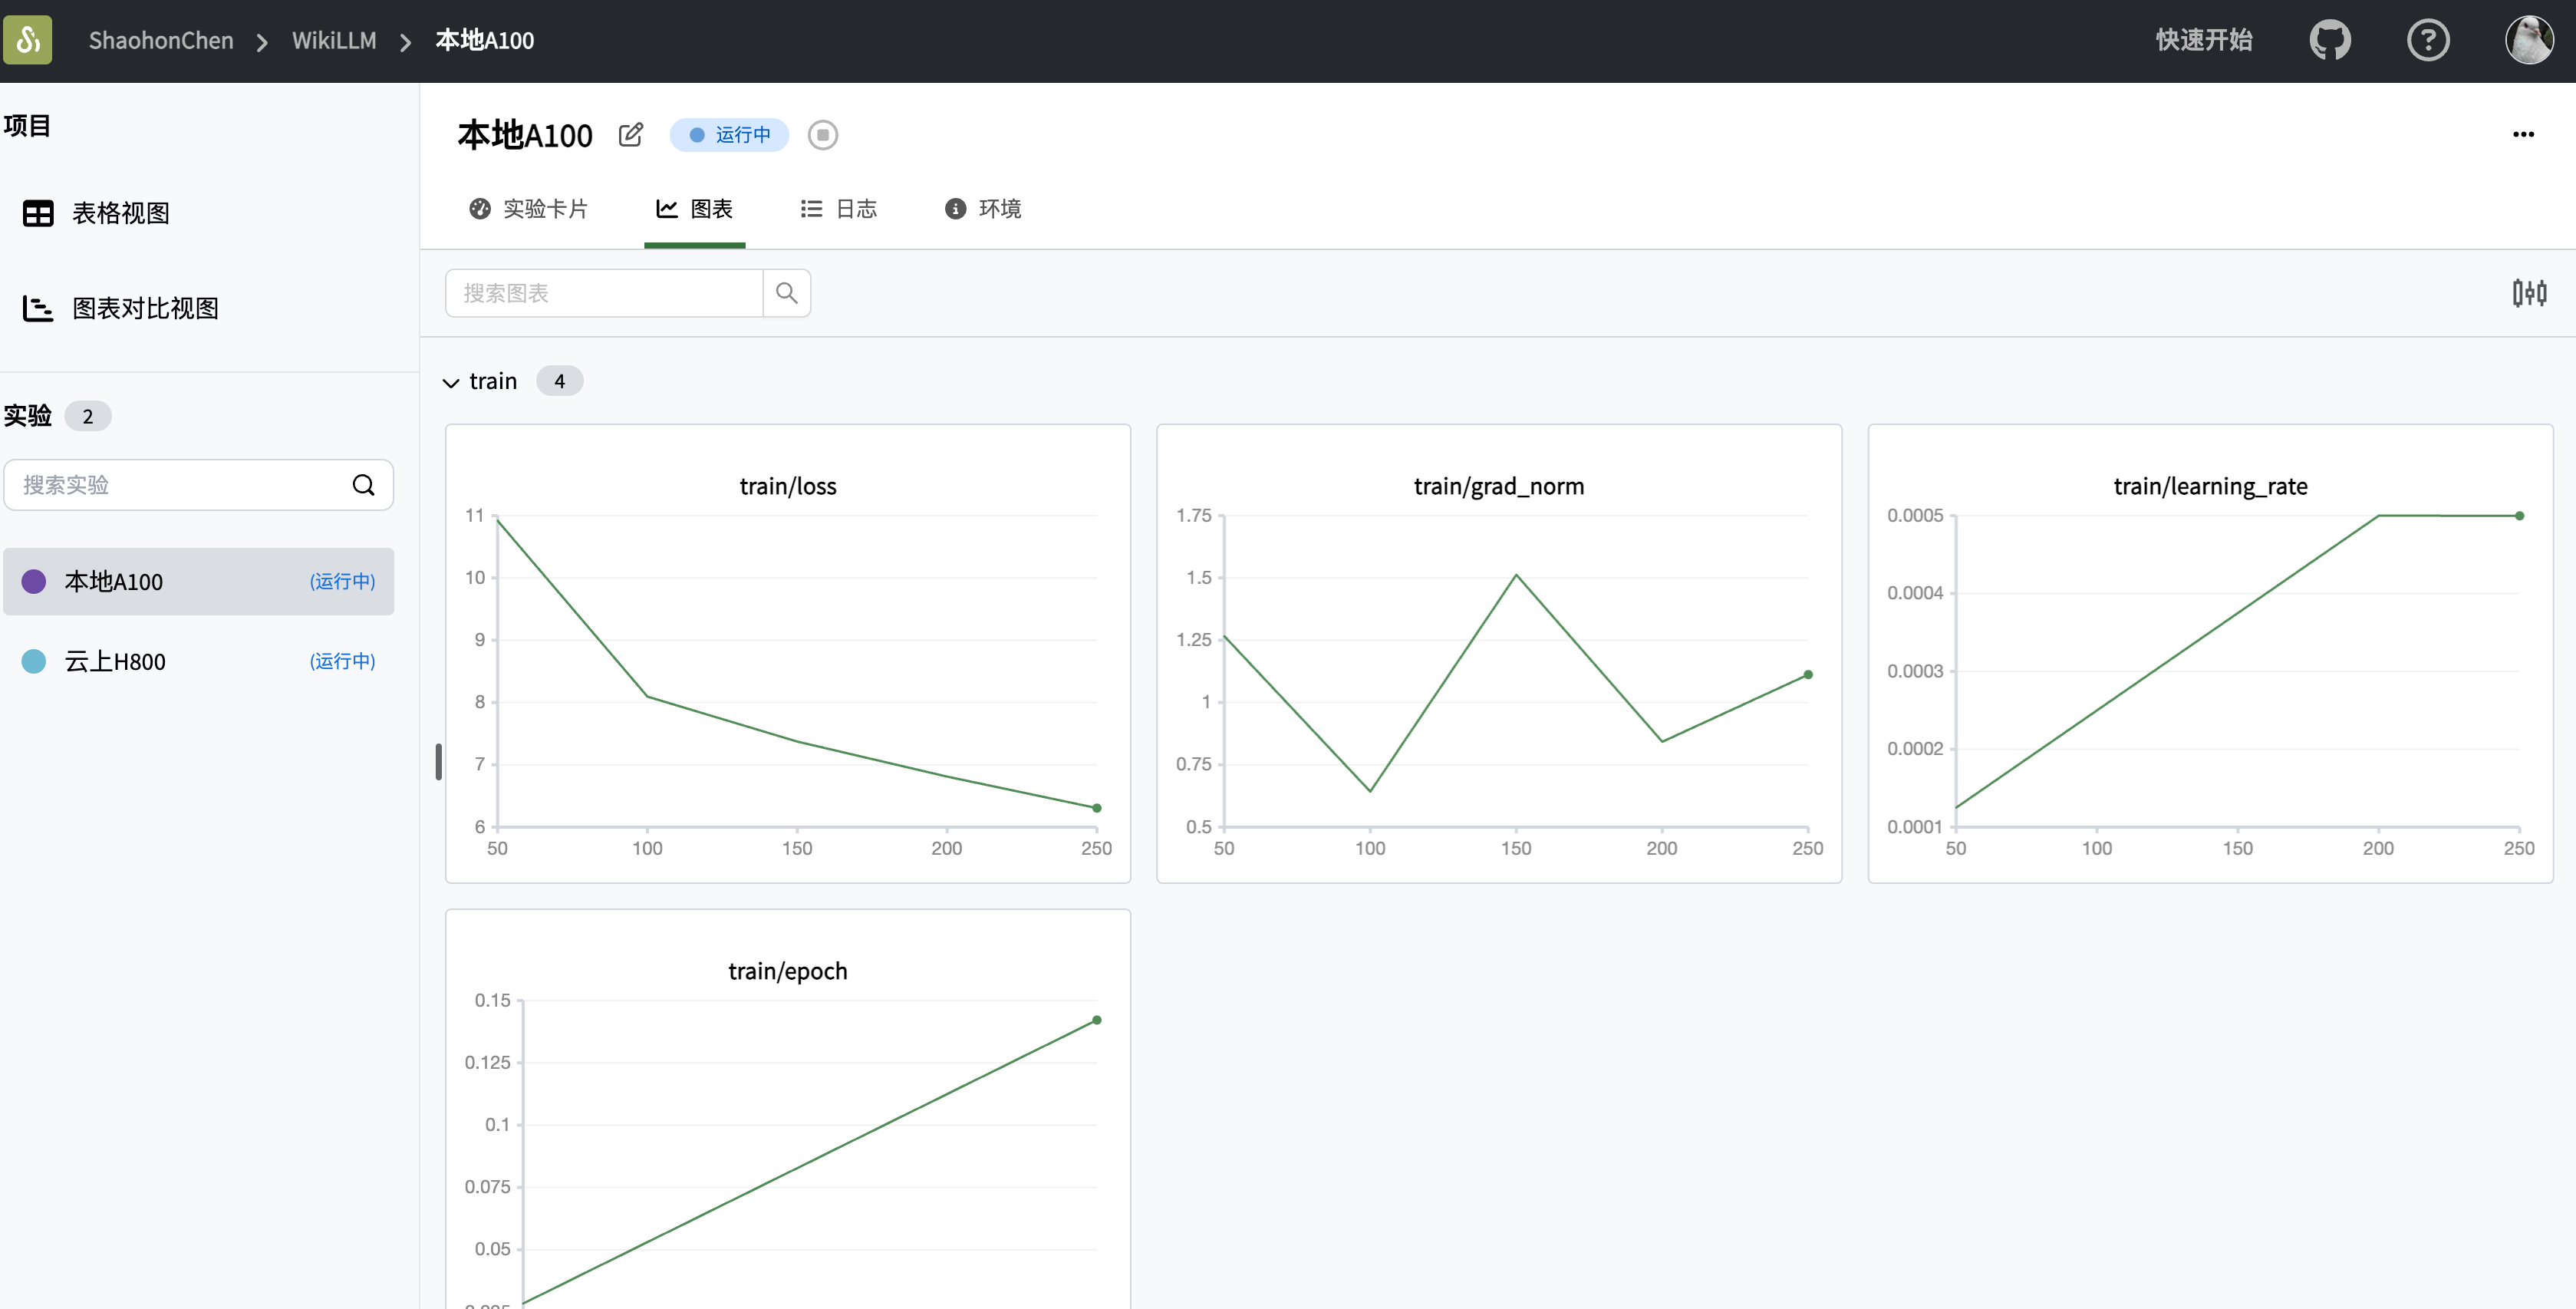 ShaohonChen > WikiLLM > 本地A100
快速开始
项目
表格视图
图表对比视图
实验 2
搜索实验
本地A100 (运行中)
云上H800 (运行中)
本地A100 运行中
实验卡片 图表 日志 环境
搜索图表
train 4
train/loss
11
10
9
8
7
6
50 100 150 200 250
train/grad_norm
1.75
1.5
1.25
1
0.75
0.5
50 100 150 200 250
train/learning_rate
0.0005
0.0004
0.0003
0.0002
0.0001
50 100 150 200 250
train/epoch
0.15
0.125
0.1
0.075
0.05